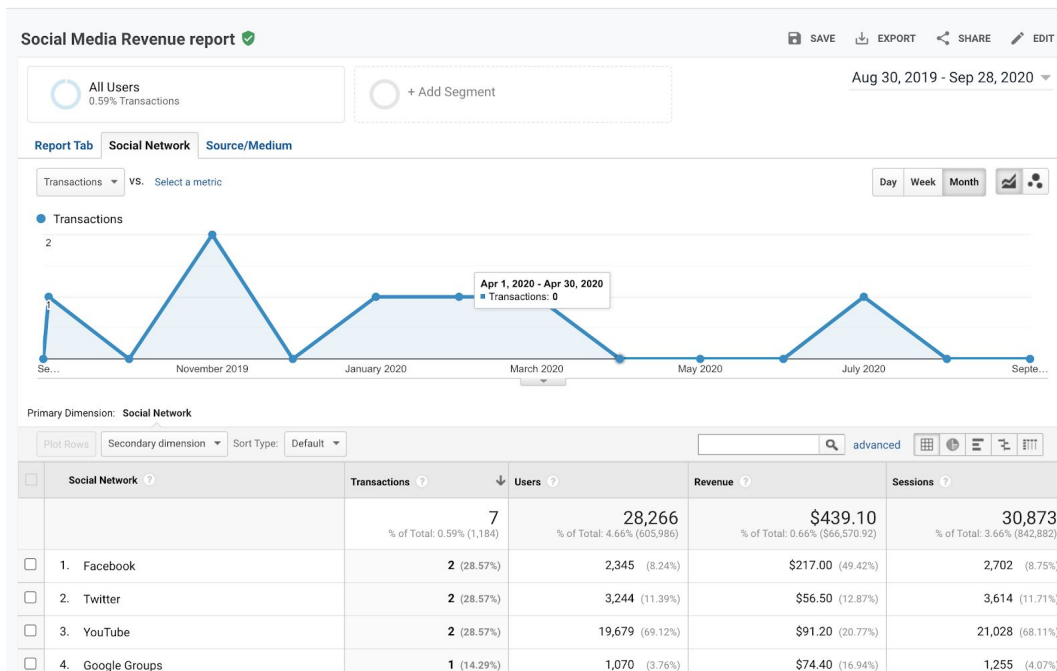 Social Media Revenue report
SAVE EXPORT SHARE EDIT
All Users
0.59% Transactions
+ Add Segment
Aug 30, 2019 - Sep 28, 2020
Report Tab Social Network Source/Medium
Transactions VS. Select a metric
Day Week Month
Transactions
2
1
Apr 1, 2020 - Apr 30, 2020
Transactions: 0
Se... November 2019 January 2020 March 2020 May 2020 July 2020 Septe...
Primary Dimension: Social Network
Plot Rows Secondary dimension Sort Type: Default advanced
Social Network ? Transactions ? Users ? Revenue ? Sessions ?
7 28,266 $439.10 30,873
% of Total: 0.59% (1,184) % of Total: 4.66% (605,986) % of Total: 0.66% ($66,570.92) % of Total: 3.66% (842,882)
1. Facebook 2 (28.57%) 2,345 (8.24%) $217.00 (49.42%) 2,702 (8.75%)
2. Twitter 2 (28.57%) 3,244 (11.39%) $56.50 (12.87%) 3,614 (11.71%)
3. YouTube 2 (28.57%) 19,679 (69.12%) $91.20 (20.77%) 21,028 (68.11%)
4. Google Groups 1 (14.29%) 1,070 (3.76%) $74.40 (16.94%) 1,255 (4.07%)